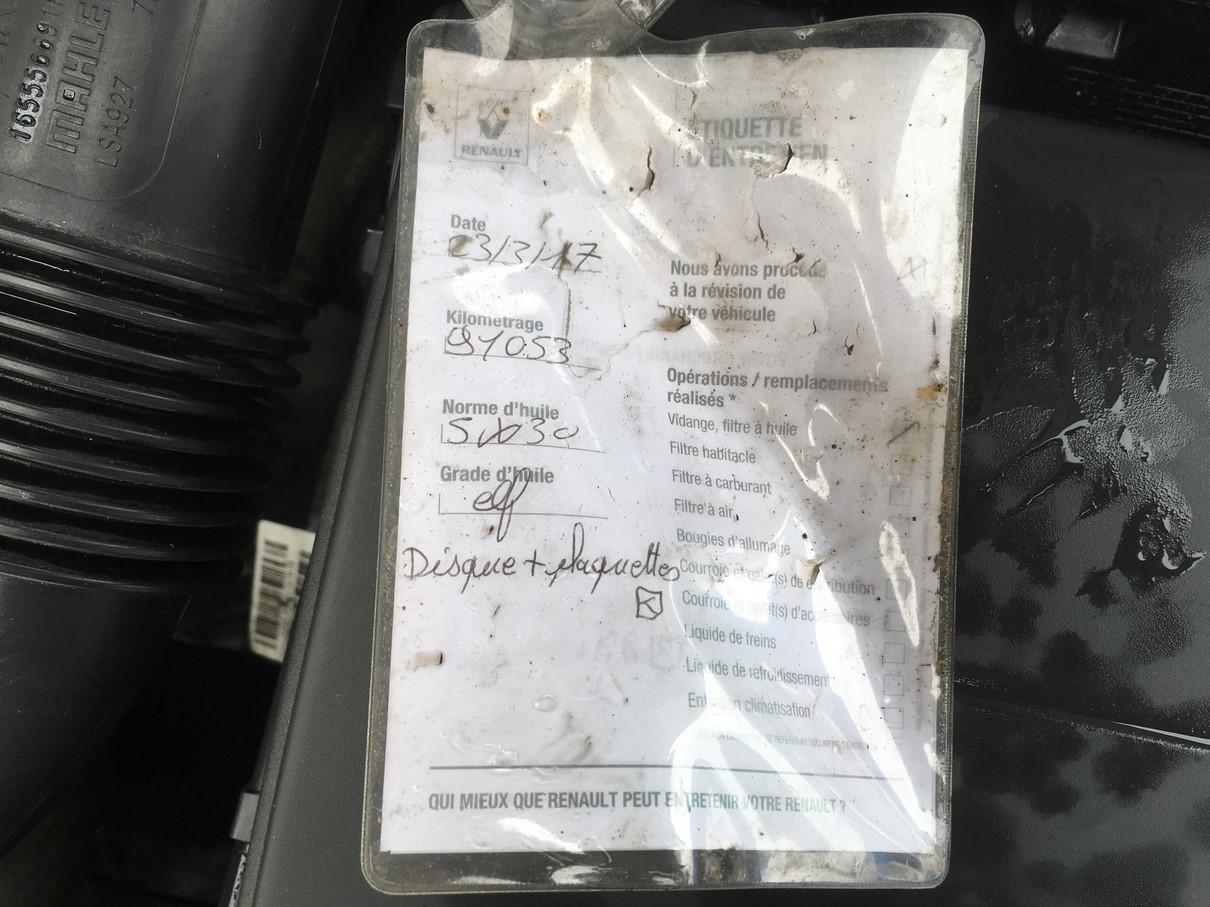 MAHLE
LSA927
RENAULT
ÉTIQUETTE
D'ENTRETIEN
Date
23/3/17
Kilométrage
91053
Norme d'huile
5W30
Grade d'huile
elf
Disque + plaquettes
Nous avons procédé
à la révision de
votre véhicule
Opérations / remplacements
réalisés *
Vidange, filtre à huile
Filtre habitacle
Filtre à carburant
Filtre à air
Bougies d'allumage
Courroie et galet(s) de distribution
Courroie et galet(s) d'accessoires
Liquide de freins
Liquide de refroidissement
Entretien climatisation
QUI MIEUX QUE RENAULT PEUT ENTRETENIR VOTRE RENAULT ?